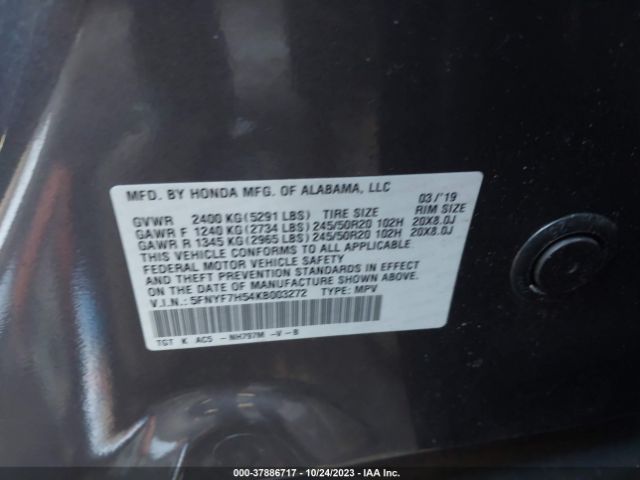 MFD. BY HONDA MFG. OF ALABAMA, LLC 03/'19
GVWR 2400 KG(5291 LBS) TIRE SIZE RIM SIZE
GAWR F 1240 KG(2734 LBS)245/50R20 102H 20X8.0J
GAWR R 1345 KG(2965 LBS)245/50R20 102H 20X8.0J
THIS VEHICLE CONFORMS TO ALL APPLICABLE
FEDERAL MOTOR VEHICLE SAFETY
AND THEFT PREVENTION STANDARDS IN EFFECT
ON THE DATE OF MANUFACTURE SHOWN ABOVE.
V.I.N.: 5FNYF7H54KB003272 TYPE: MPV
TGT K AC5 -NH797M -V-B
000-37886717 - 10/24/2023 - IAA Inc.